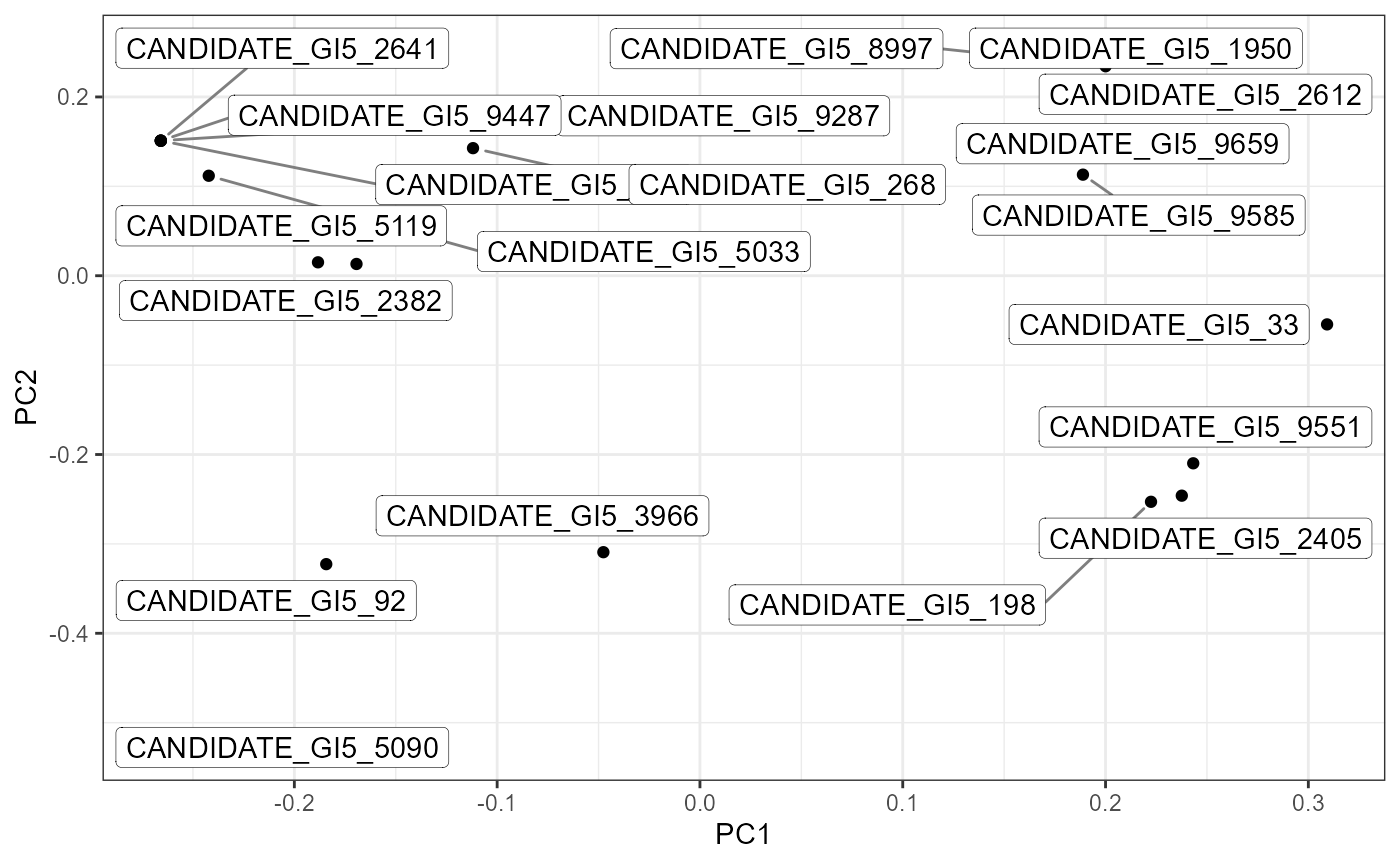 CANDIDATE_GI5_2641
CANDIDATE_GI5_8997
CANDIDATE_GI5_1950
CANDIDATE_GI5_2612
0.2
CANDIDATE_GI5_9447
CANDIDATE_GI5_9287
CANDIDATE_GI5_9659
CANDIDATE_GI5_
CANDIDATE_GI5_268
CANDIDATE_GI5_9585
CANDIDATE_GI5_5119
CANDIDATE_GI5_5033
0.0
CANDIDATE_GI5_2382
CANDIDATE_GI5_33
PC2
CANDIDATE_GI5_9551
-0.2
CANDIDATE_GI5_3966
CANDIDATE_GI5_2405
CANDIDATE_GI5_92
CANDIDATE_GI5_198
-0.4
CANDIDATE_GI5_5090
-0.2 -0.1 0.0 0.1 0.2 0.3
PC1